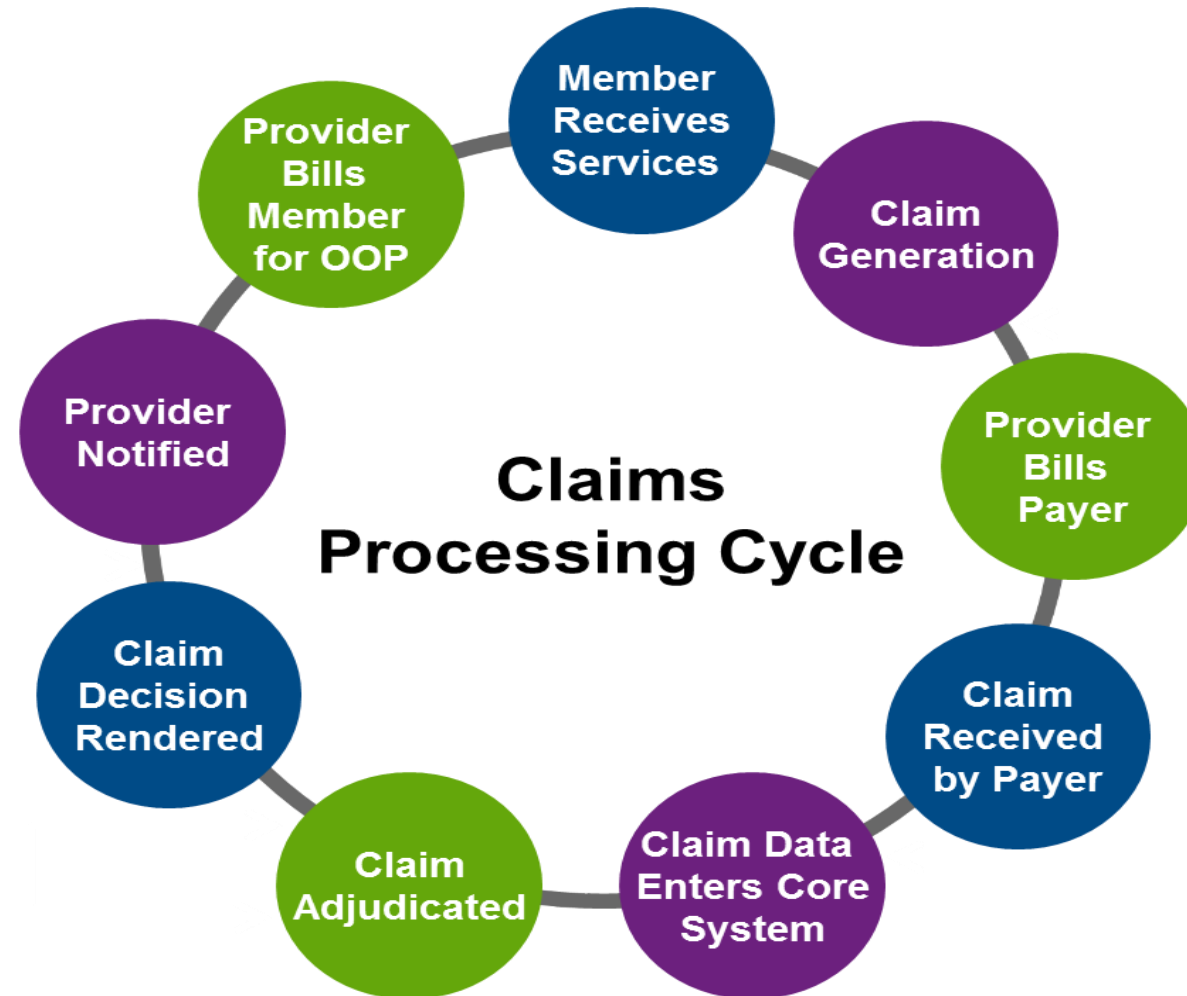 Member
Receives
Services
Claim
Generation
Provider
Bills
Payer
Claim
Received
by Payer
Claim Data
Enters Core
System
Claim
Adjudicated
Claim
Decision
Rendered
Provider
Notified
Provider
Bills
Member
for OOP
Claims
Processing Cycle